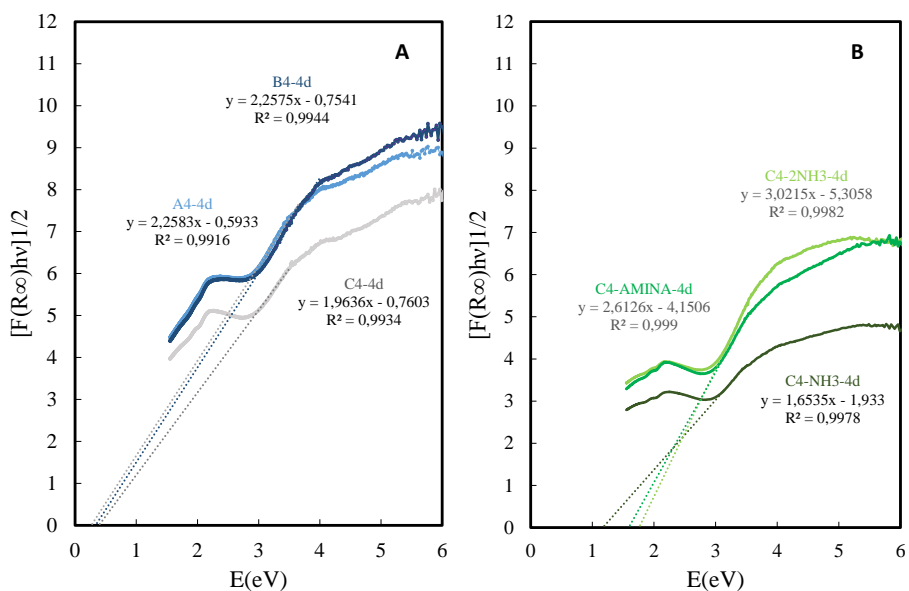 A
B4-4d
y = 2,2575x - 0,7541
R² = 0,9944
A4-4d
y = 2,2583x - 0,5933
R² = 0,9916
C4-4d
y = 1,9636x - 0,7603
R² = 0,9934
[F(R∞)hν]1/2
12
11
10
9
8
7
6
5
4
3
2
1
0
0 1 2 3 4 5 6
E(eV)
B
C4-2NH3-4d
y = 3,0215x - 5,3058
R² = 0,9982
C4-AMINA-4d
y = 2,6126x - 4,1506
R² = 0,999
C4-NH3-4d
y = 1,6535x - 1,933
R² = 0,9978
[F(R∞)hν]1/2
12
11
10
9
8
7
6
5
4
3
2
1
0
0 1 2 3 4 5 6
E(eV)